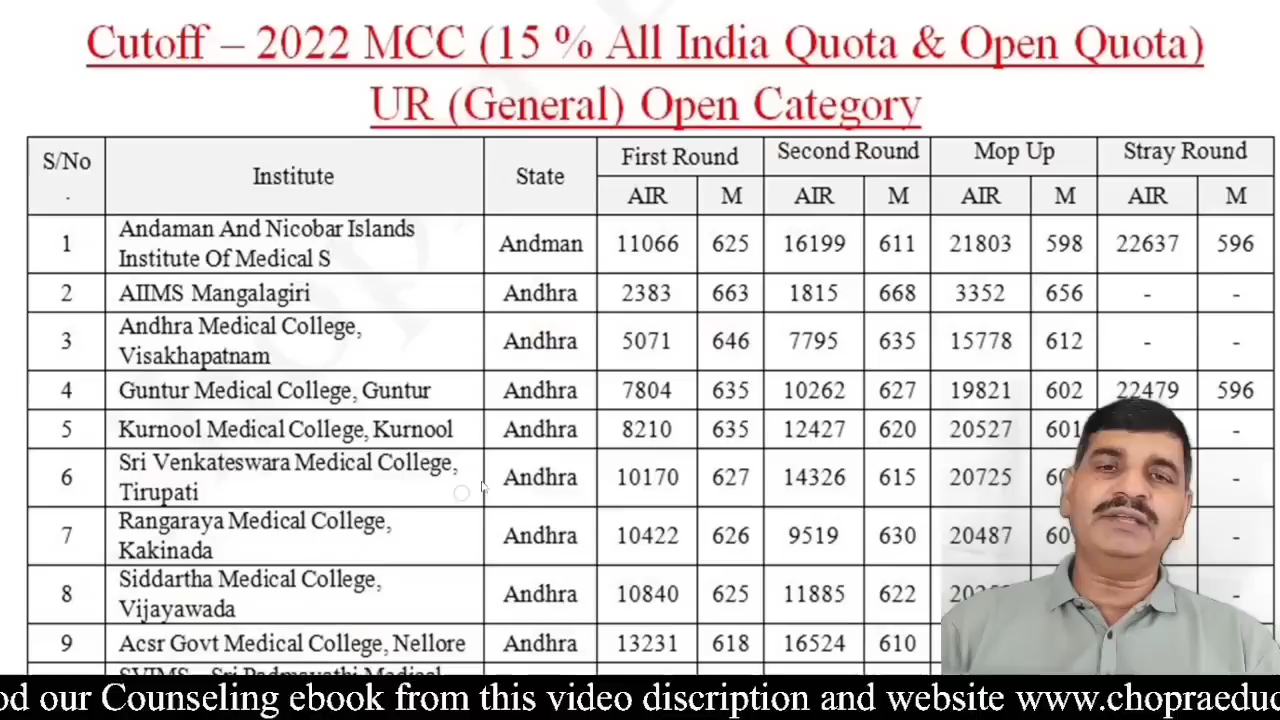 Cutoff – 2022 MCC (15 % All India Quota & Open Quota)
UR (General) Open Category
S/No. Institute State First Round Second Round Mop Up Stray Round
AIR M AIR M AIR M AIR M
1 Andaman And Nicobar Islands Institute Of Medical S Andman 11066 625 16199 611 21803 598 22637 596
2 AIIMS Mangalagiri Andhra 2383 663 1815 668 3352 656 - -
3 Andhra Medical College, Visakhapatnam Andhra 5071 646 7795 635 15778 612 - -
4 Guntur Medical College, Guntur Andhra 7804 635 10262 627 19821 602 22479 596
5 Kurnool Medical College, Kurnool Andhra 8210 635 12427 620 20527 601 -
6 Sri Venkateswara Medical College, Tirupati Andhra 10170 627 14326 615 20725 -
7 Rangaraya Medical College, Kakinada Andhra 10422 626 9519 630 20487 -
8 Siddartha Medical College, Vijayawada Andhra 10840 625 11885 622 -
9 Acsr Govt Medical College, Nellore Andhra 13231 618 16524 610 -
SVIMS - Sri Padmavathi Medical
od our Counseling ebook from this video discription and website www.chopraeduc